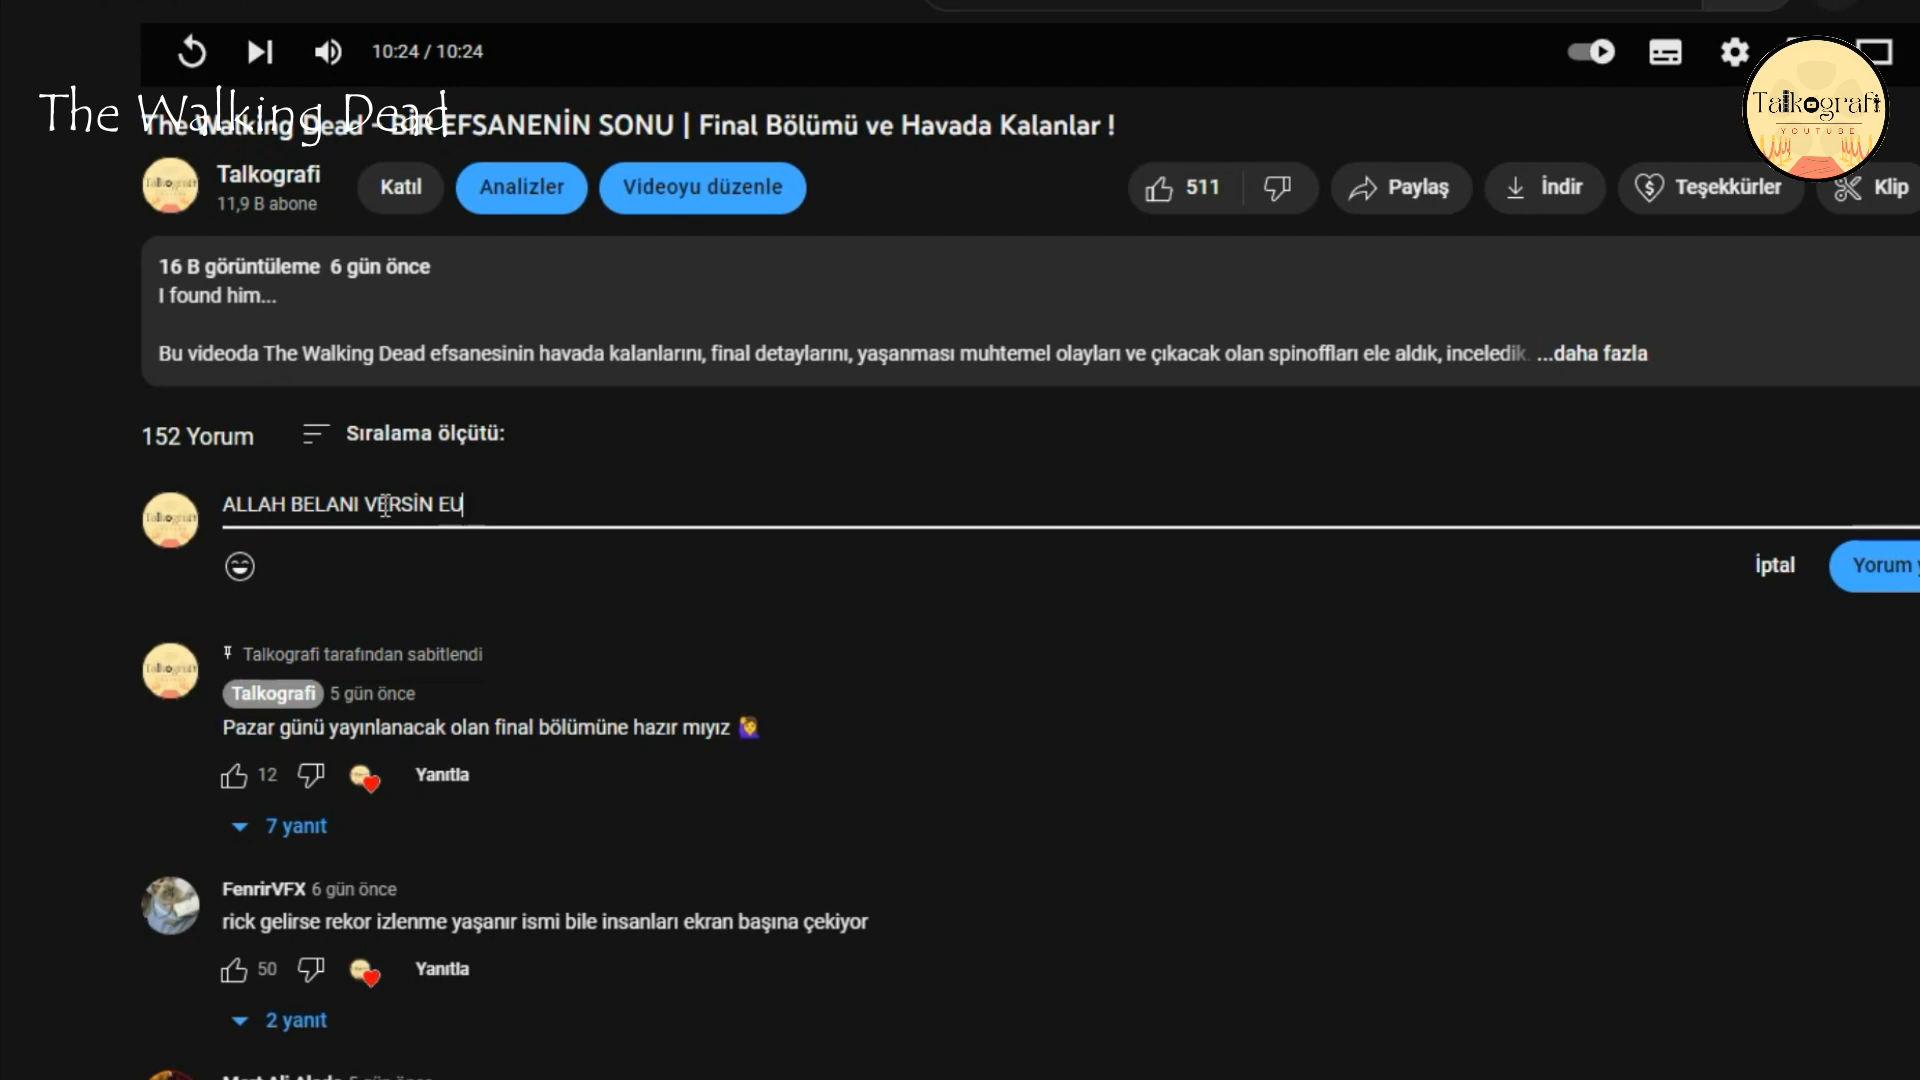 10:24 / 10:24
The Walking Dead
Talkografi
YOUTUBE
The Walking Dead - BİR EFSANENİN SONU | Final Bölümü ve Havada Kalanlar !
Talkografi
11,9 B abone
Katıl
Analizler
Videoyu düzenle
511
Paylaş
İndir
Teşekkürler
Klip
16 B görüntüleme 6 gün önce
I found him...
Bu videoda The Walking Dead efsanesinin havada kalanlarını, final detaylarını, yaşanması muhtemel olayları ve çıkacak olan spinoffları ele aldık, inceledik. ...daha fazla
152 Yorum
Sıralama ölçütü:
ALLAH BELANI VERSİN EU
İptal
Yorum y
Talkografi tarafından sabitlendi
Talkografi 5 gün önce
Pazar günü yayınlanacak olan final bölümüne hazır mıyız 🙋‍♀️
12
Yanıtla
7 yanıt
FenrirVFX 6 gün önce
rick gelirse rekor izlenme yaşanır ismi bile insanları ekran başına çekiyor
50
Yanıtla
2 yanıt